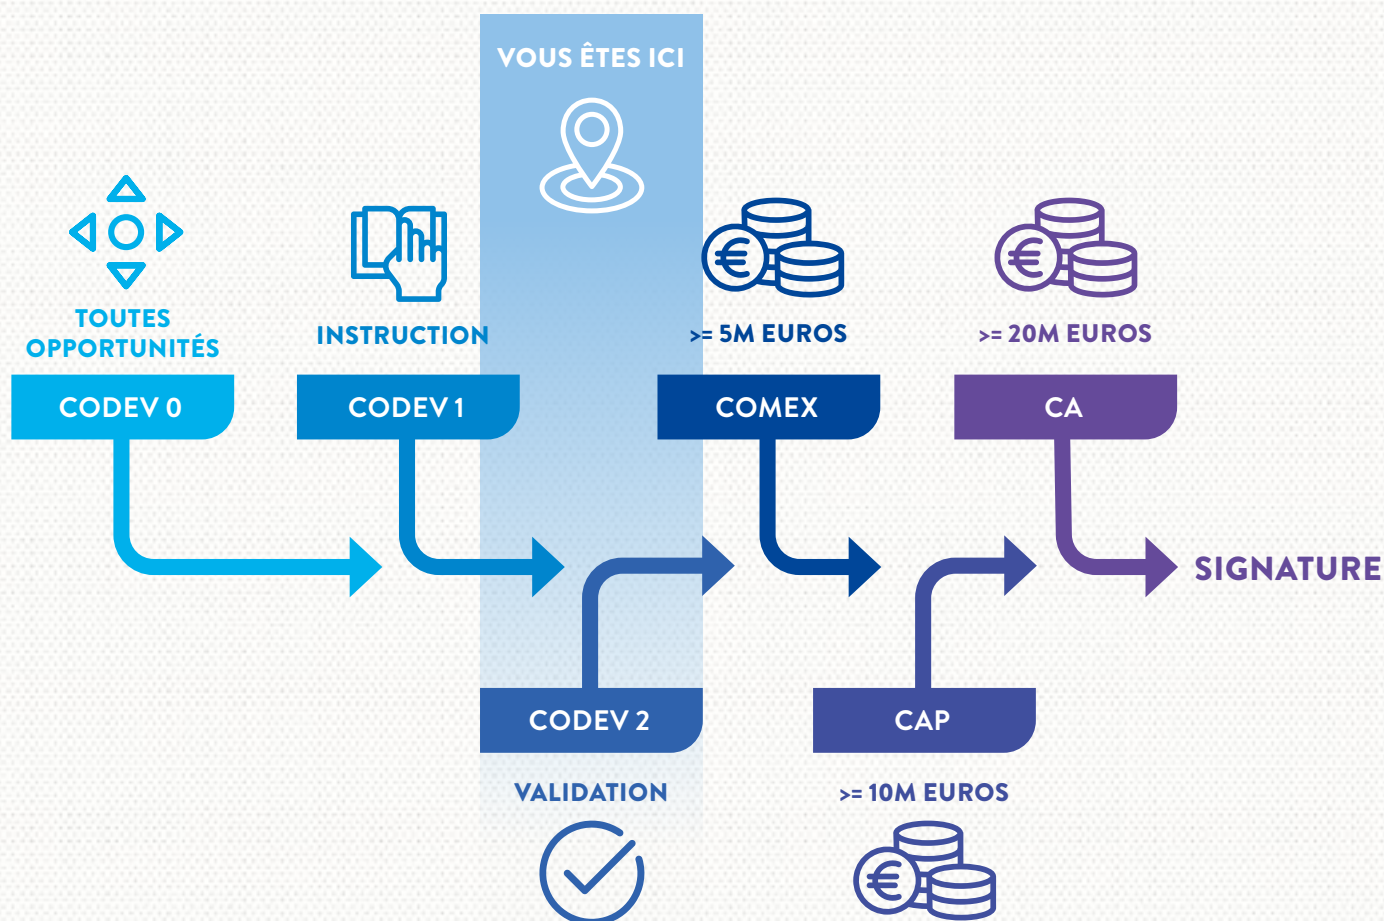 VOUS ÊTES ICI
TOUTES
OPPORTUNITÉS
CODEV 0
INSTRUCTION
CODEV 1
>= 5M EUROS
COMEX
>= 20M EUROS
CA
SIGNATURE
CODEV 2
VALIDATION
CAP
>= 10M EUROS